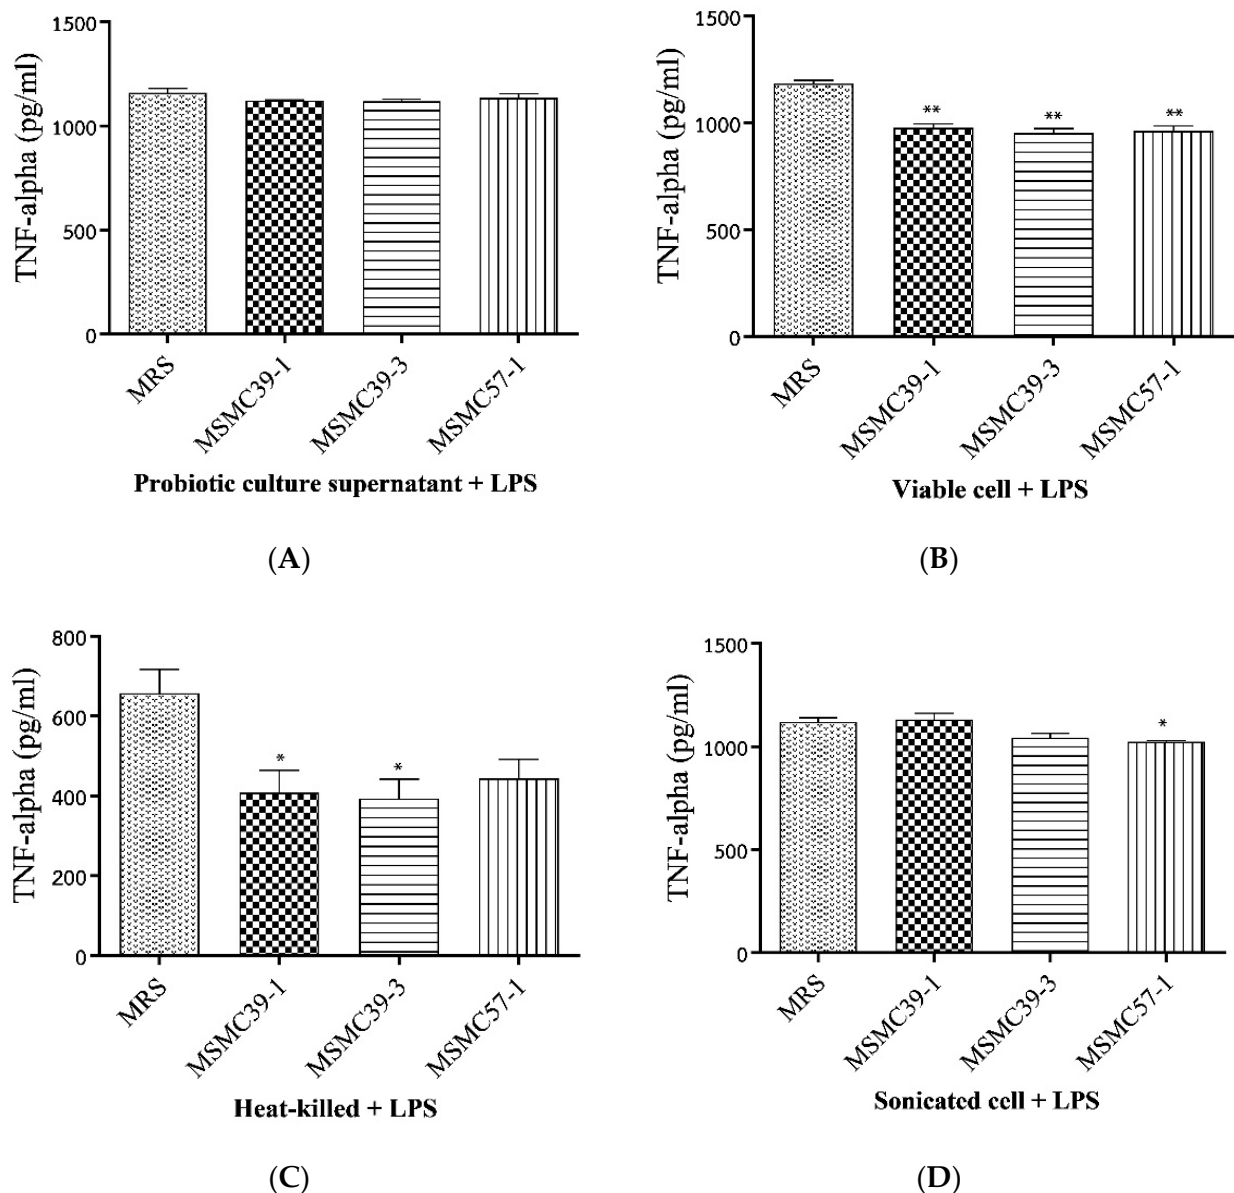 TNF-alpha (pg/ml)
1500
1000
500
0
MRS
MSMC39-1
MSMC39-3
MSMC57-1
Probiotic culture supernatant + LPS
(A)
TNF-alpha (pg/ml)
1500
1000
500
0
**
**
**
MRS
MSMC39-1
MSMC39-3
MSMC57-1
Viable cell + LPS
(B)
TNF-alpha (pg/ml)
800
600
400
200
0
*
*
MRS
MSMC39-1
MSMC39-3
MSMC57-1
Heat-killed + LPS
(C)
TNF-alpha (pg/ml)
1500
1000
500
0
*
MRS
MSMC39-1
MSMC39-3
MSMC57-1
Sonicated cell + LPS
(D)